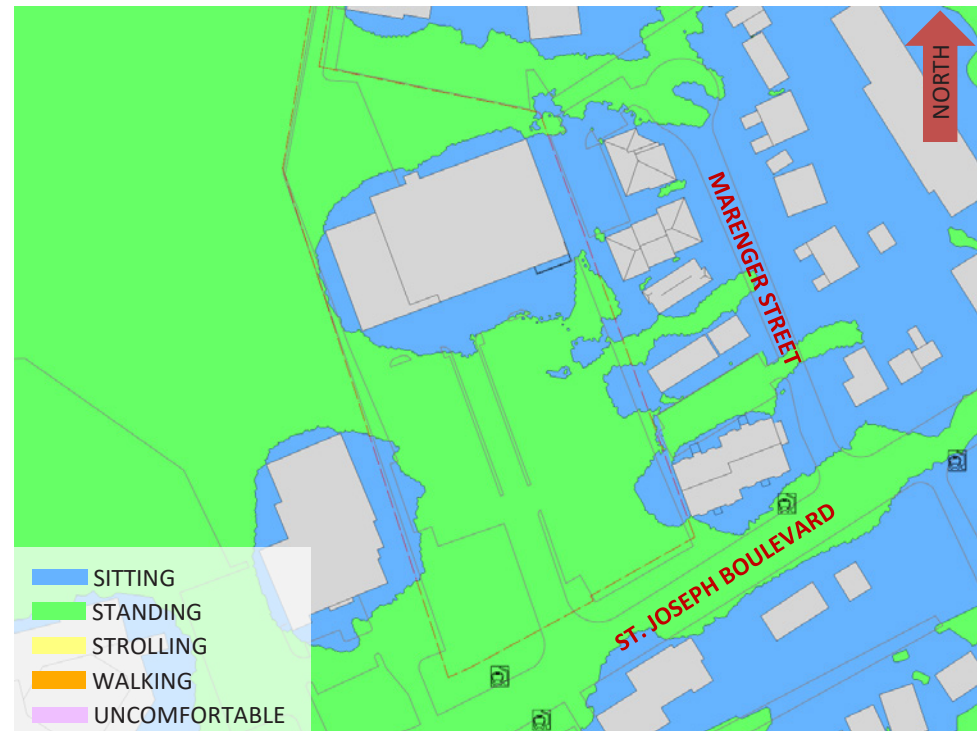 NORTH
MARENGER STREET
ST. JOSEPH BOULEVARD
SITTING
STANDING
STROLLING
WALKING
UNCOMFORTABLE